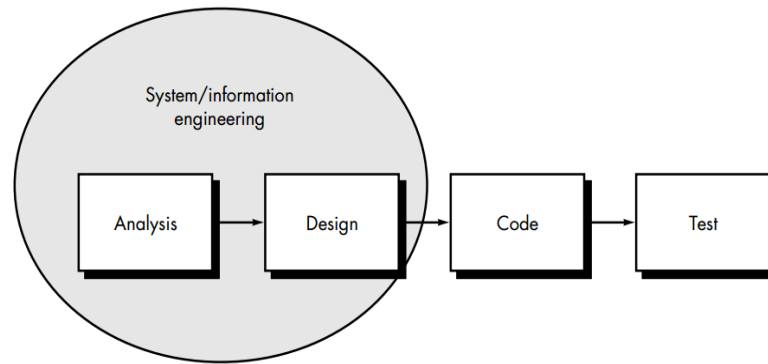 System/information
engineering
Analysis
Design
Code
Test